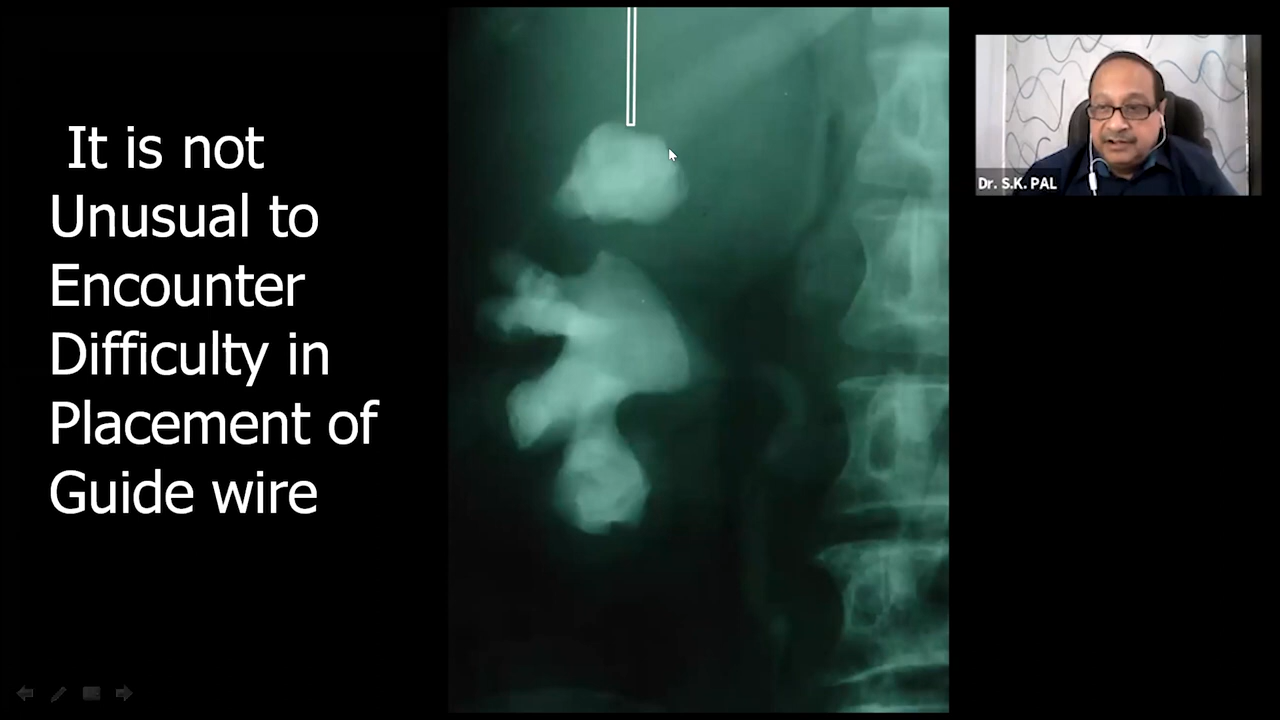 It is not
Unusual to
Encounter
Difficulty in
Placement of
Guide wire
Dr. S.K. PAL